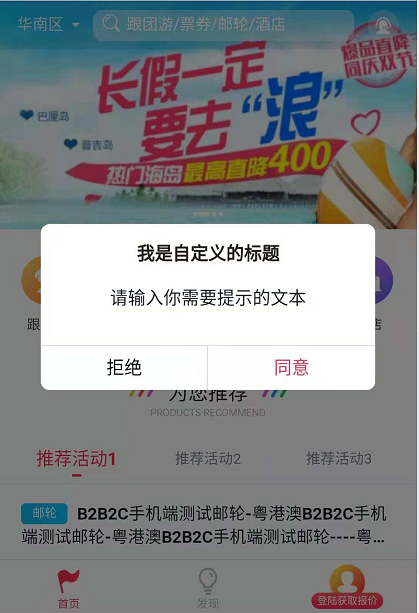 华南区
跟团游/票券/邮轮/酒店
爆品直降
同庆双节
长假一定
要去“浪”
巴厘岛
普吉岛
热门海岛最高直降400
我是自定义的标题
请输入你需要提示的文本
跟
店
拒绝
同意
为您推荐
PRODUCTS RECOMMEND
推荐活动1
推荐活动2
推荐活动3
邮轮
B2B2C手机端测试邮轮-粤港澳B2B2C手机
端测试邮轮-粤港澳B2B2C手机端测试邮轮----粤...
首页
发现
登陆获取报价